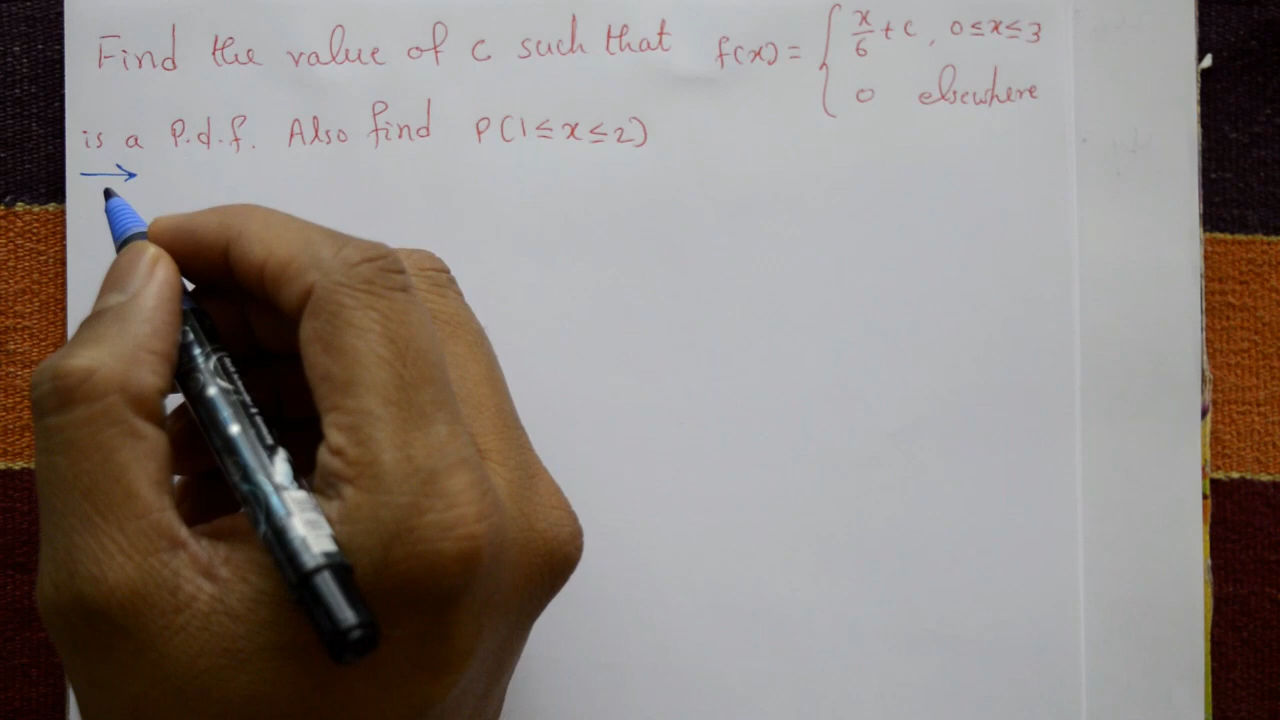 Find the value of c such that f(x) = { x/6 + c, 0≤x≤3
0 elsewhere
is a P.d.f. Also find P(1≤x≤2)
→